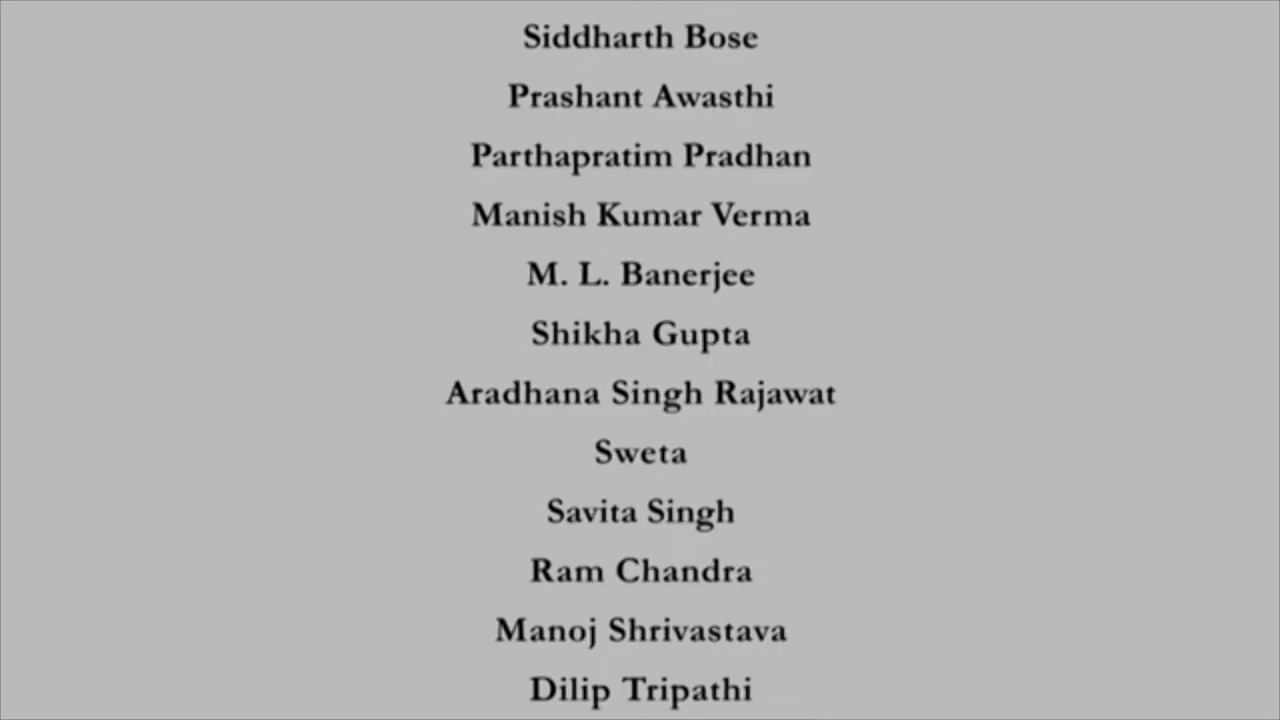 Siddharth Bose
Prashant Awasthi
Parthapratim Pradhan
Manish Kumar Verma
M. L. Banerjee
Shikha Gupta
Aradhana Singh Rajawat
Sweta
Savita Singh
Ram Chandra
Manoj Shrivastava
Dilip Tripathi